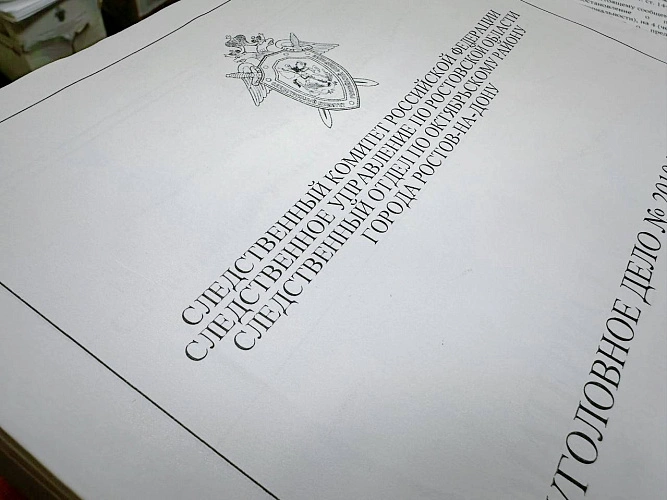 СЛЕДСТВЕННЫЙ КОМИТЕТ РОССИЙСКОЙ ФЕДЕРАЦИИ
СЛЕДСТВЕННОЕ УПРАВЛЕНИЕ ПО РОСТОВСКОЙ ОБЛАСТИ
СЛЕДСТВЕННЫЙ ОТДЕЛ ПО ОКТЯБРЬСКОМУ РАЙОНУ
ГОРОДА РОСТОВ-НА-ДОНУ
УГОЛОВНОЕ ДЕЛО №